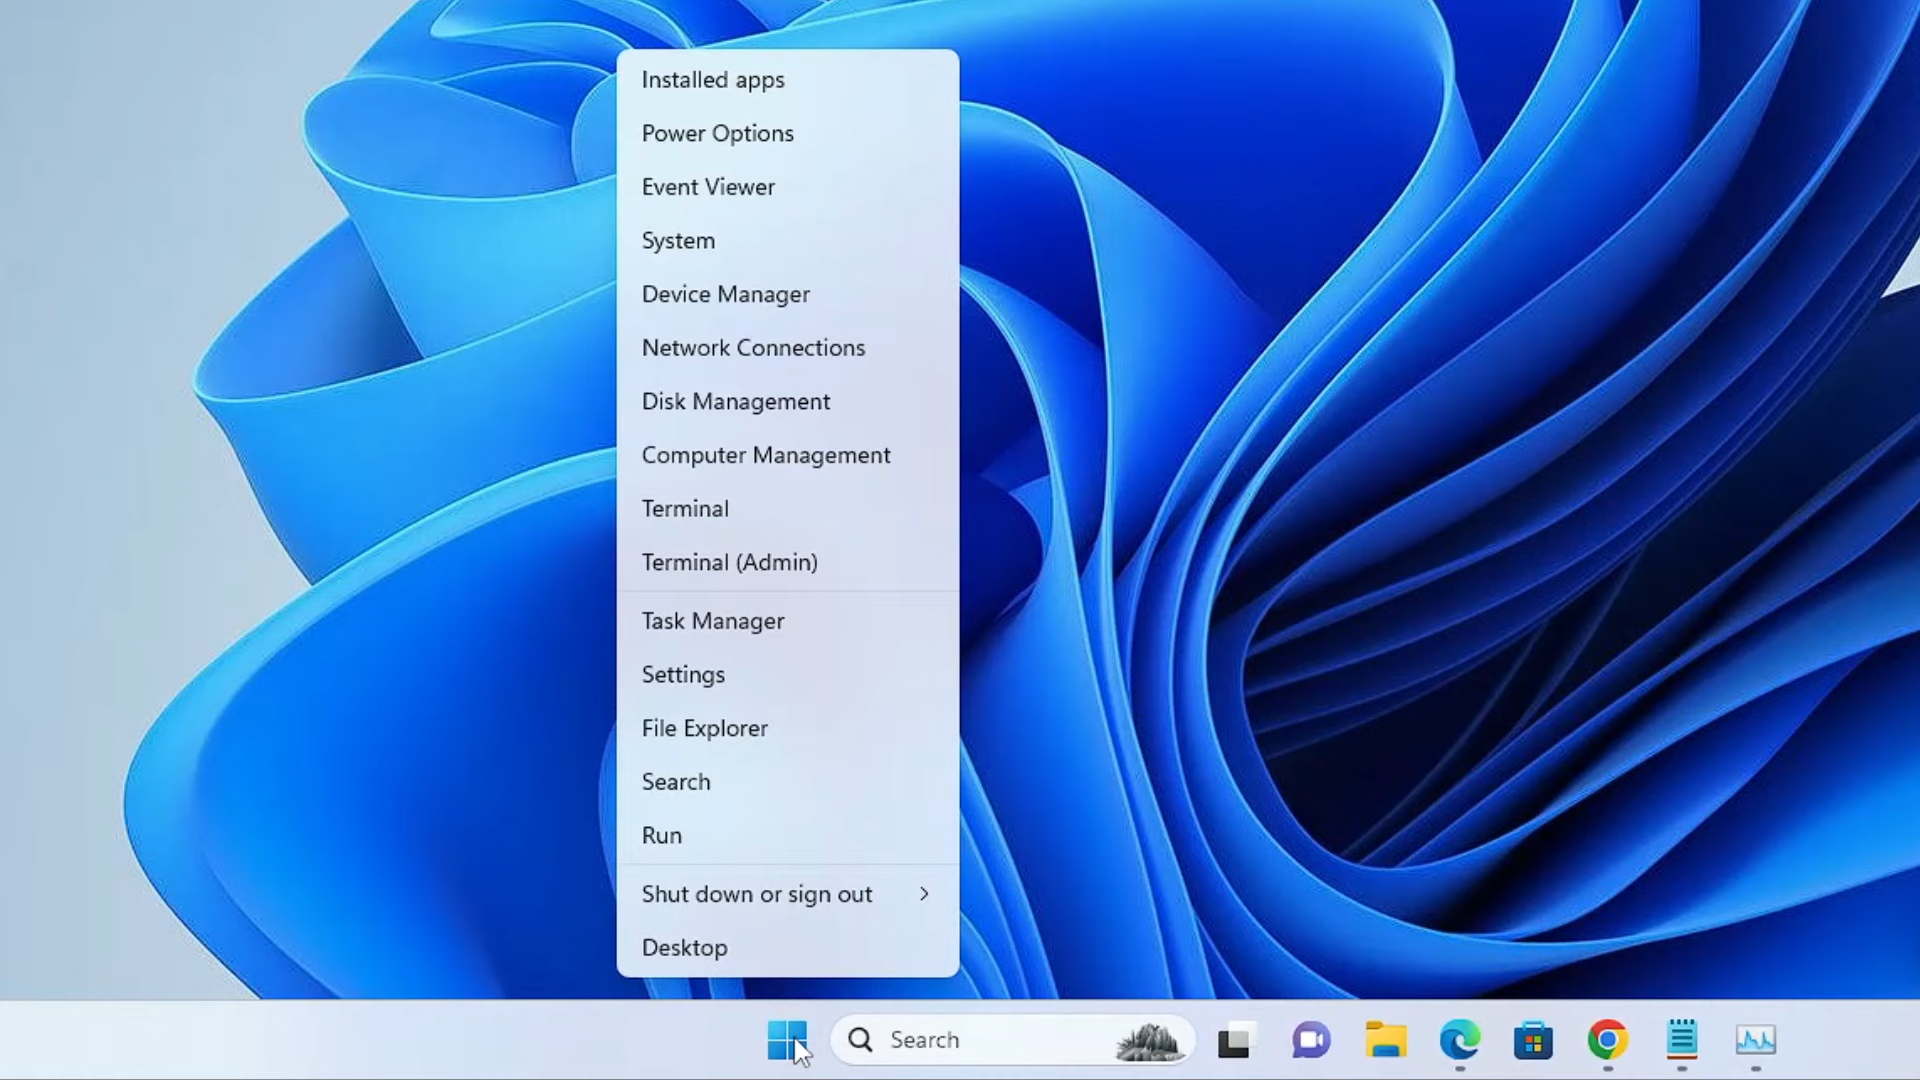 Installed apps
Power Options
Event Viewer
System
Device Manager
Network Connections
Disk Management
Computer Management
Terminal
Terminal (Admin)
Task Manager
Settings
File Explorer
Search
Run
Shut down or sign out
Desktop
Search